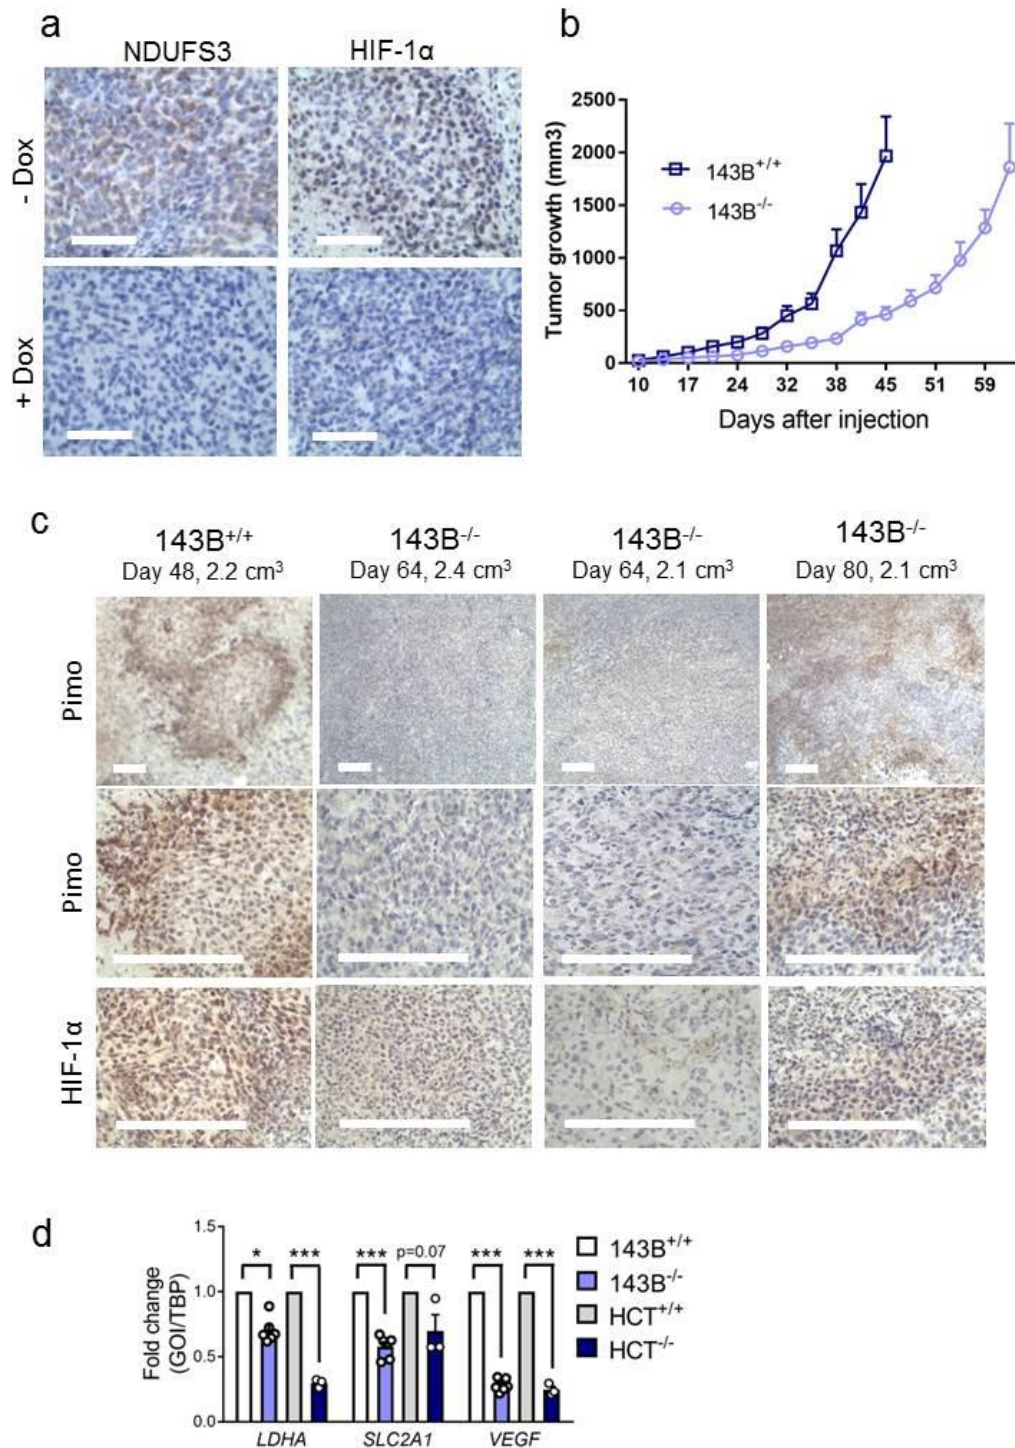 a
NDUFS3 HIF-1α
- Dox
+ Dox
b
Tumor growth (mm3)
2500
2000
1500
1000
500
0
143B+/+
143B-/-
10 17 24 32 38 45 51 59
Days after injection
c
143B+/+ 143B-/- 143B-/- 143B-/-
Day 48, 2.2 cm3 Day 64, 2.4 cm3 Day 64, 2.1 cm3 Day 80, 2.1 cm3
Pimo
Pimo
HIF-1α
d
Fold change
(GOI/TBP)
1.5
1.0
0.5
0.0
* *** *** p=0.07 *** ***
LDHA SLC2A1 VEGF
143B+/+
143B-/-
HCT+/+
HCT-/-